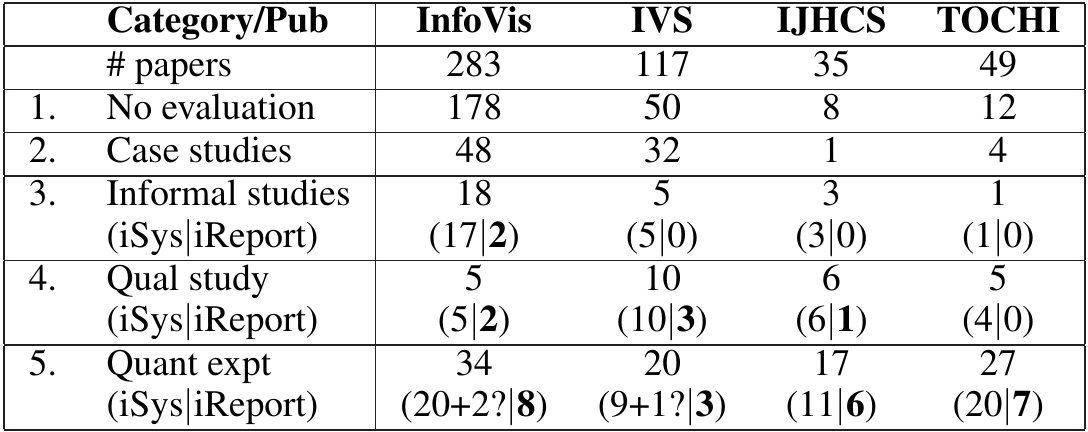 Category/Pub InfoVis IVS IJHCS TOCHI
# papers 283 117 35 49
1. No evaluation 178 50 8 12
2. Case studies 48 32 1 4
3. Informal studies 18 5 3 1
(iSys|iReport) (17|2) (5|0) (3|0) (1|0)
4. Qual study 5 10 6 5
(iSys|iReport) (5|2) (10|3) (6|1) (4|0)
5. Quant expt 34 20 17 27
(iSys|iReport) (20+2?|8) (9+1?|3) (11|6) (20|7)